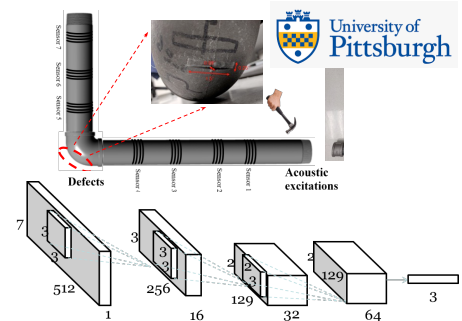 University of
Pittsburgh
Sensor 7
Sensor 6
Sensor 5
Defects
Sensor 4
Sensor 3
Sensor 2
Sensor 1
Acoustic
excitations
7
3
3
512
1
3
3
3
256
16
2
2
3
129
32
2
129
64
3